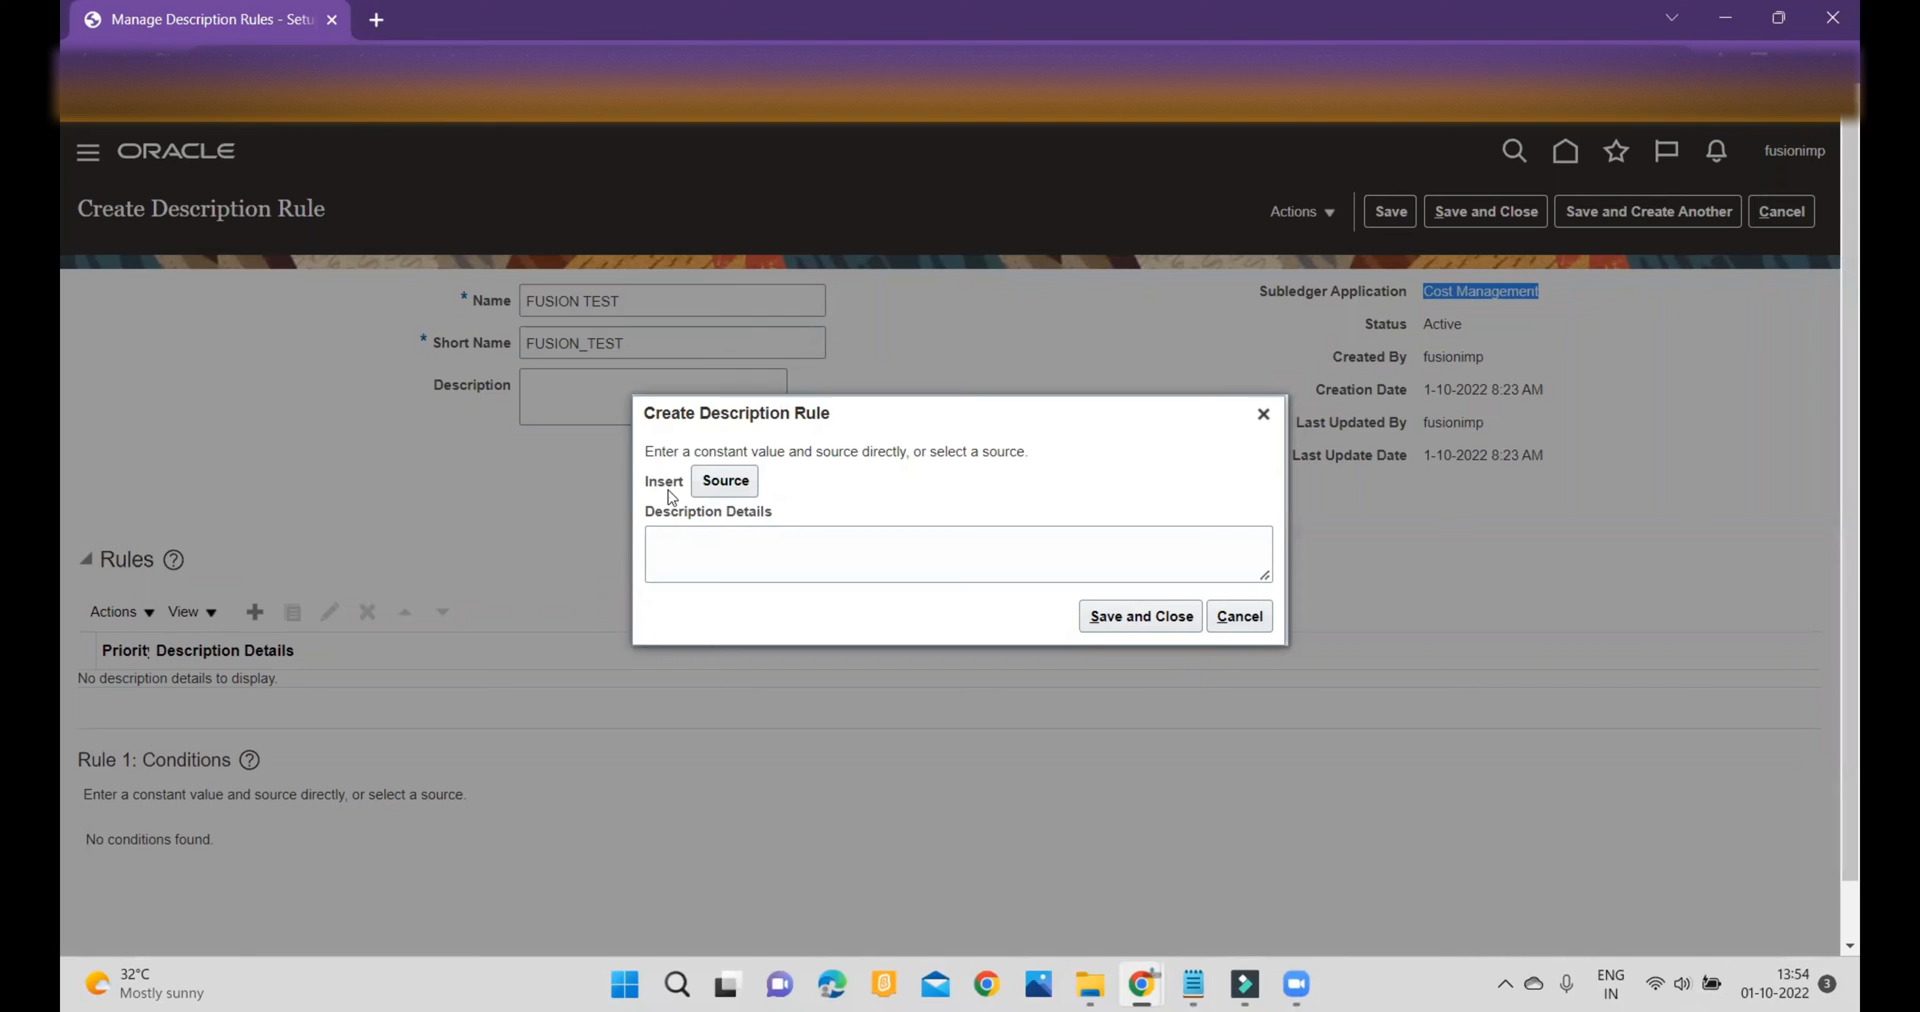 Manage Description Rules - Setu
ORACLE
fusionimp
Create Description Rule
Actions
Save
Save and Close
Save and Create Another
Cancel
* Name
FUSION TEST
* Short Name
FUSION_TEST
Description
Subledger Application
Cost Management
Status
Active
Created By
fusionimp
Creation Date
1-10-2022 8:23 AM
Last Updated By
fusionimp
Last Update Date
1-10-2022 8:23 AM
Create Description Rule
Enter a constant value and source directly, or select a source.
Insert
Source
Description Details
Save and Close
Cancel
Rules
Actions
View
Priorit
Description Details
No description details to display.
Rule 1: Conditions
Enter a constant value and source directly, or select a source.
No conditions found.
32°C
Mostly sunny
ENG
IN
13:54
01-10-2022
3